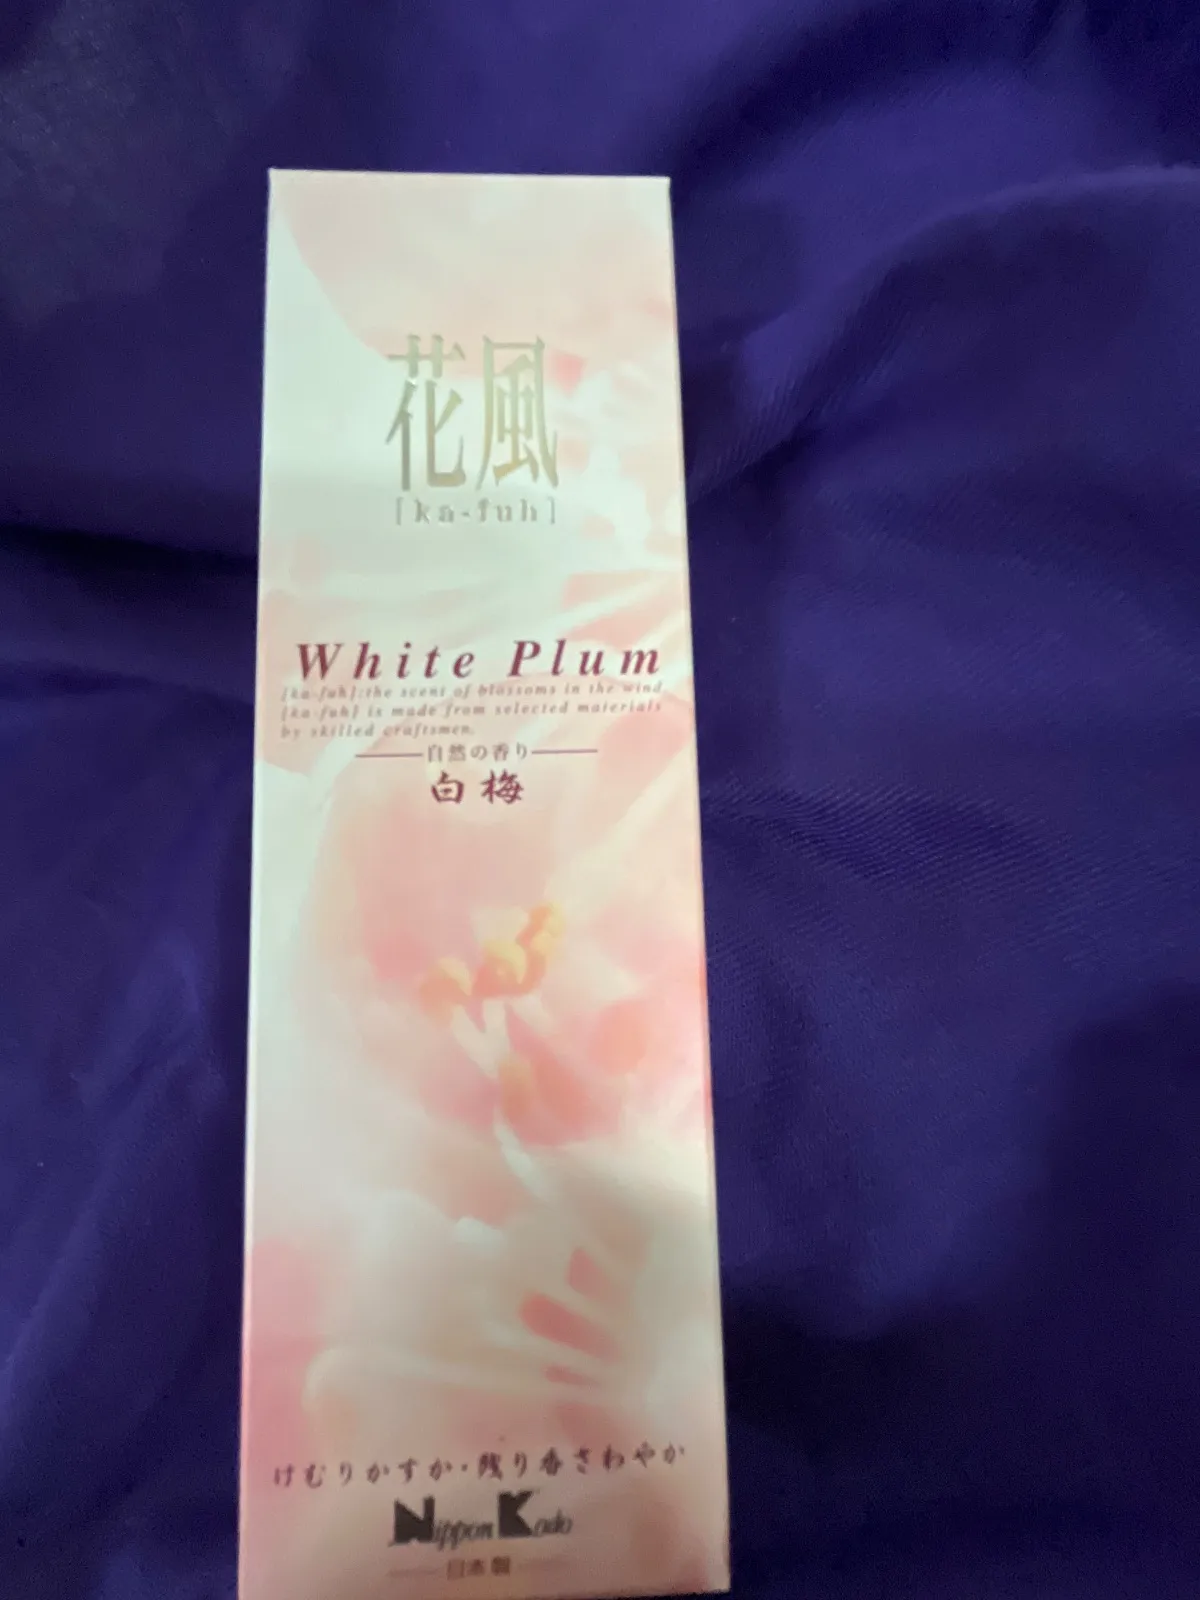 花風
[ka-fuh]
White Plum
[ka-fuh]:the scent of blossoms in the wind
[ka-fuh] is made from selected materials
by skilled craftsmen.
自然の香り
白梅
けむりかすか・残り香さわやか
Nippon Kodo
日本製